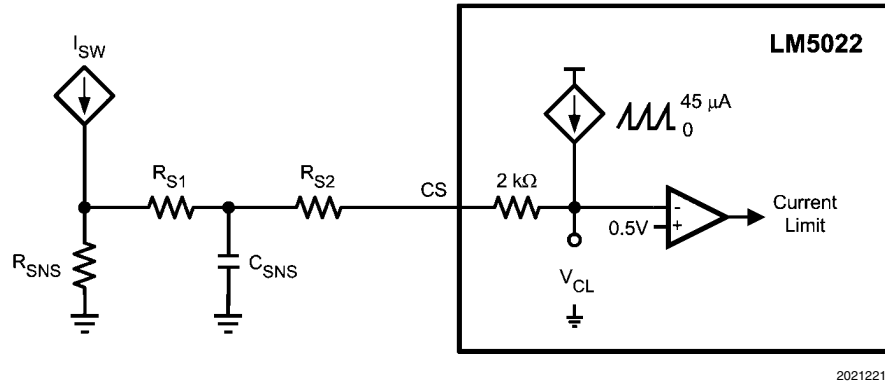 LM5022
I_SW
45 μA
0
R_S1
R_S2
CS
2 kΩ
-
+
0.5V
Current
Limit
R_SNS
C_SNS
V_CL
2021221